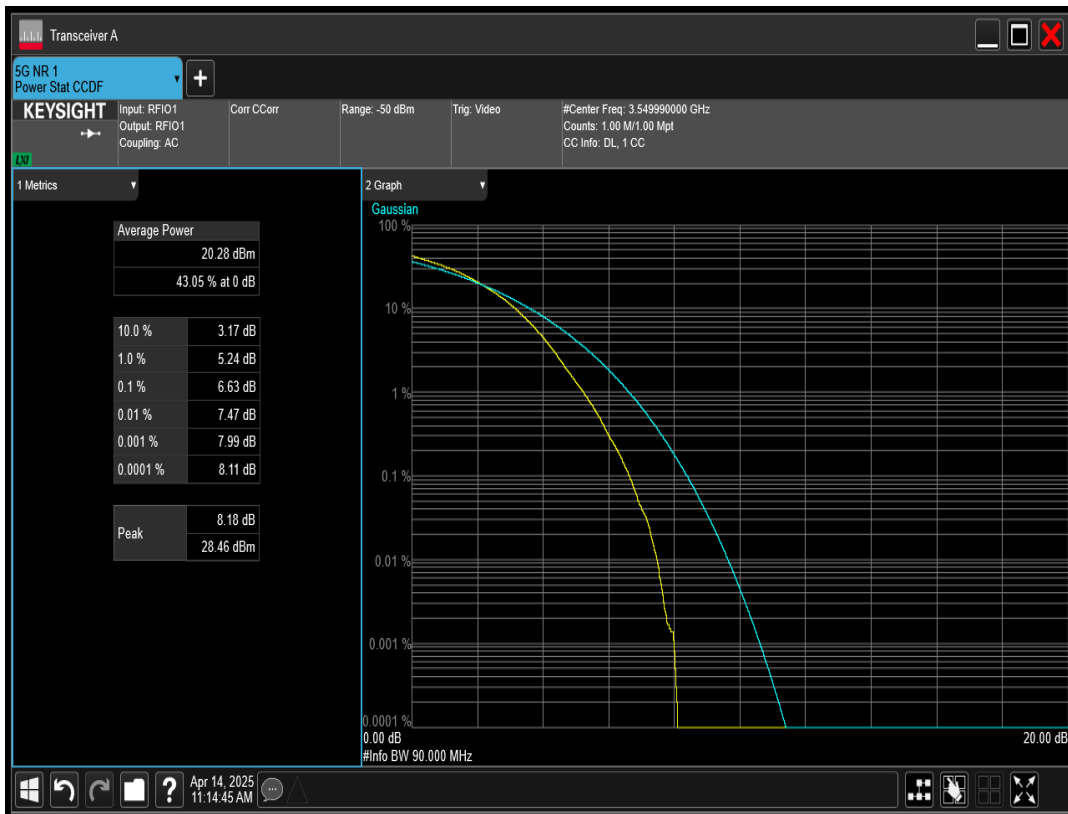 Transceiver A
5G NR 1
Power Stat CCDF
KEYSIGHT
LXI
Input: RFIO1
Output: RFIO1
Coupling: AC
Corr CCorr
Range: -50 dBm
Trig: Video
#Center Freq: 3.549990000 GHz
Counts: 1.00 M/1.00 Mpt
CC Info: DL, 1 CC
1 Metrics
Average Power
20.28 dBm
43.05 % at 0 dB
10.0 % 3.17 dB
1.0 % 5.24 dB
0.1 % 6.63 dB
0.01 % 7.47 dB
0.001 % 7.99 dB
0.0001 % 8.11 dB
Peak
8.18 dB
28.46 dBm
2 Graph
Gaussian
100 %
10 %
1 %
0.1 %
0.01 %
0.001 %
0.0001 %
0.00 dB 20.00 dB
#Info BW 90.000 MHz
?
Apr 14, 2025
11:14:45 AM